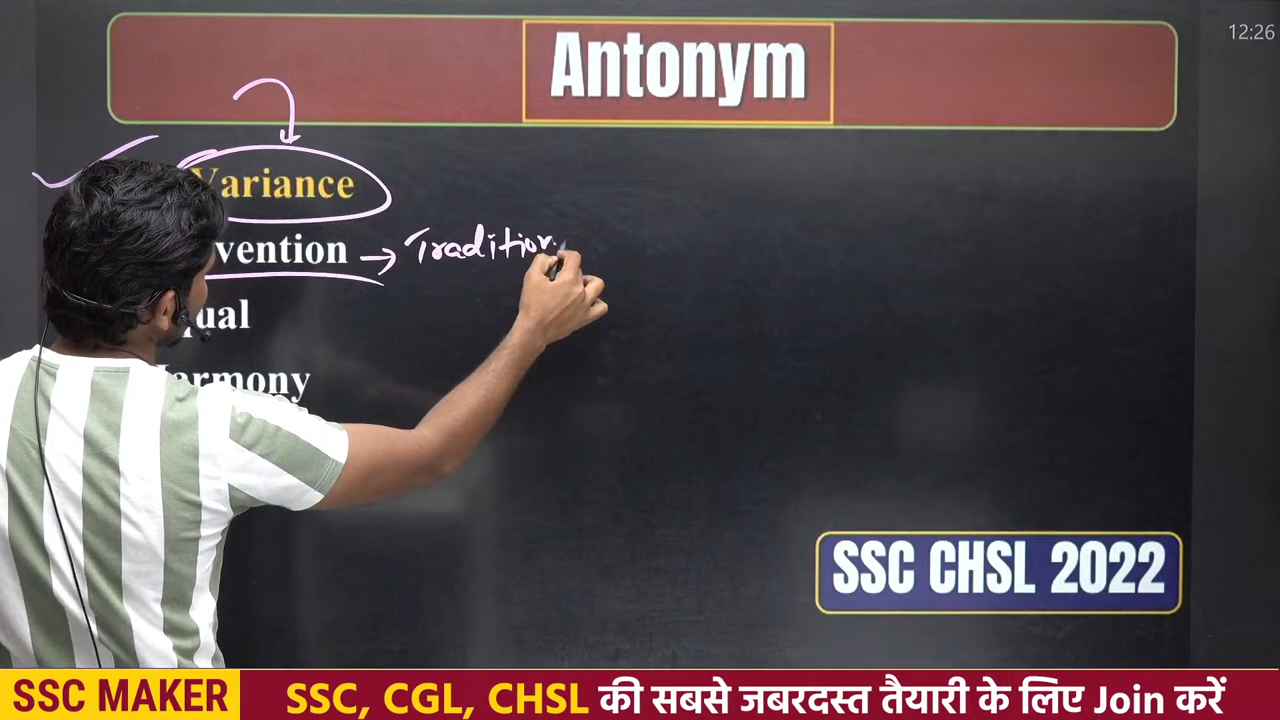 12:26
Antonym
Variance
vention → Tradition
qual
Harmony
SSC CHSL 2022
SSC MAKER
SSC, CGL, CHSL की सबसे जबरदस्त तैयारी के लिए Join करें